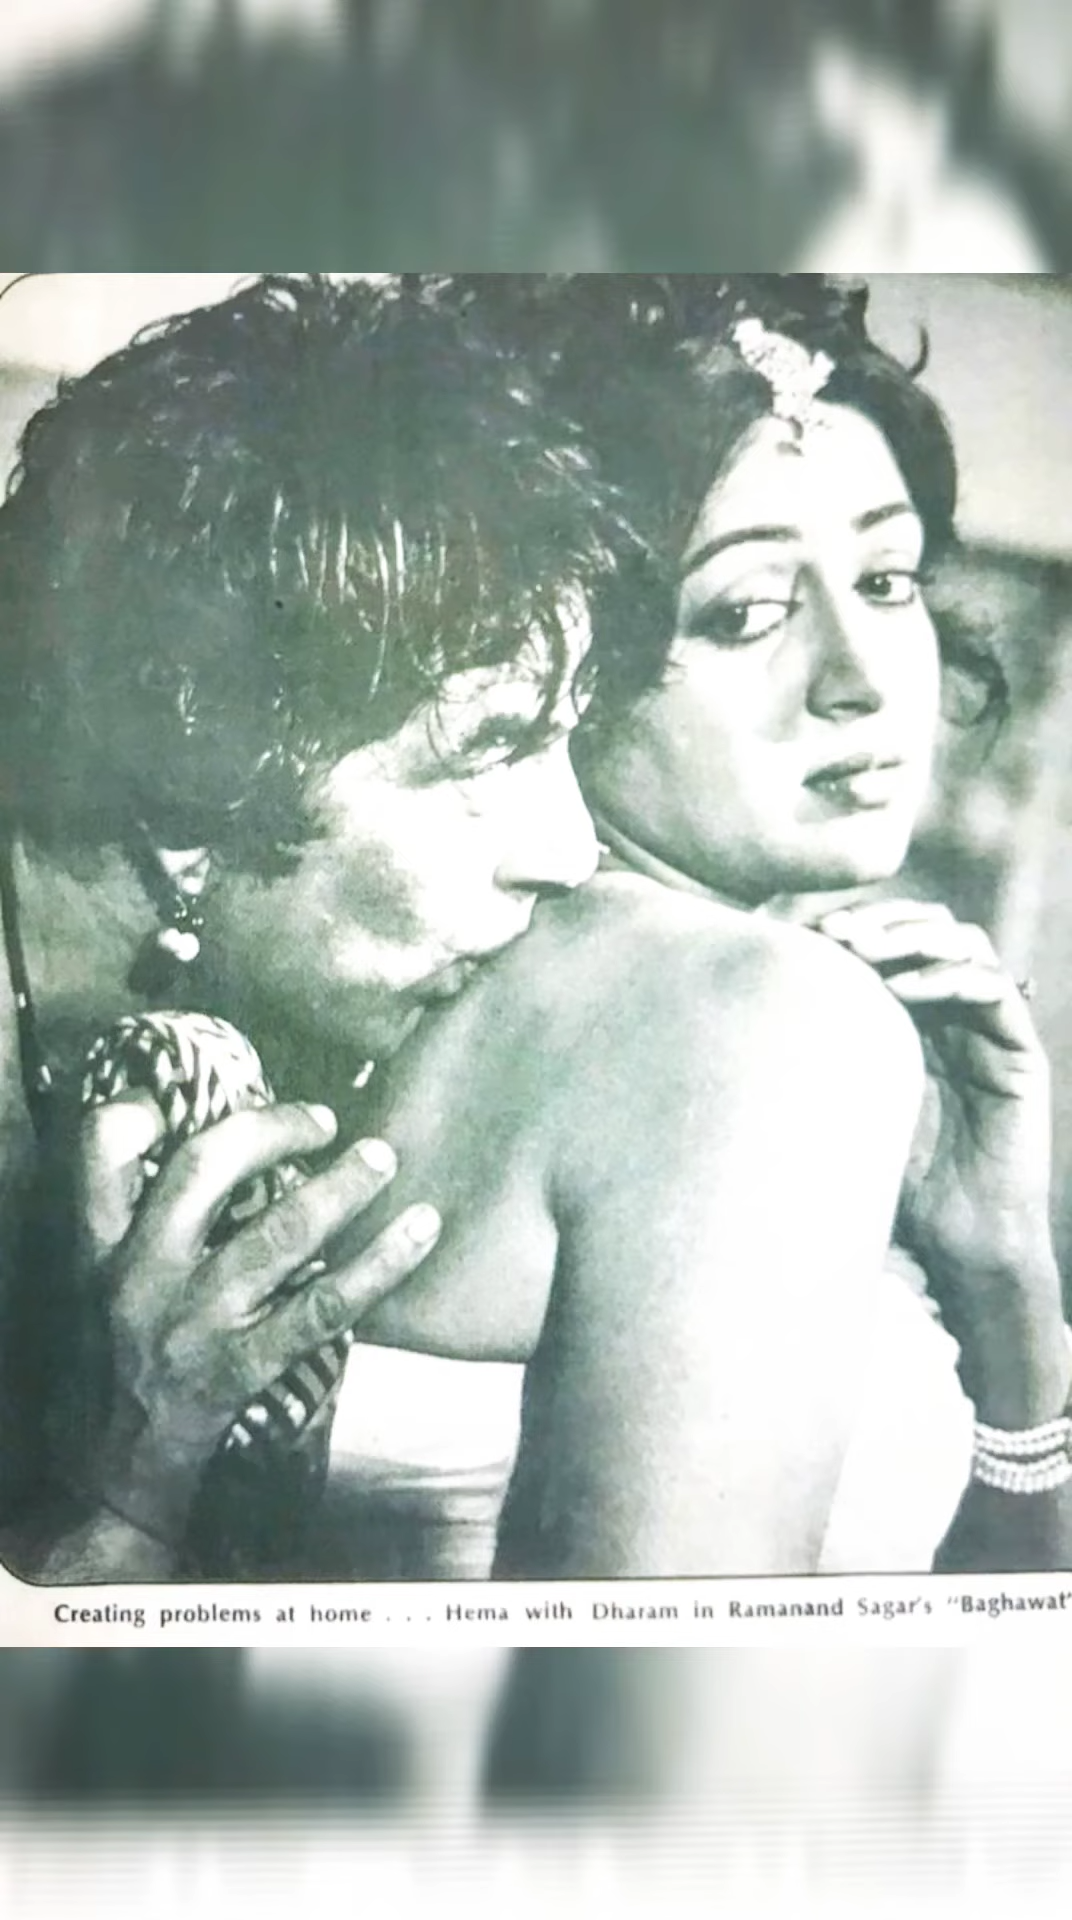 Creating problems at home . . . Hema with Dharam in Ramanand Sagar's "Baghawat"